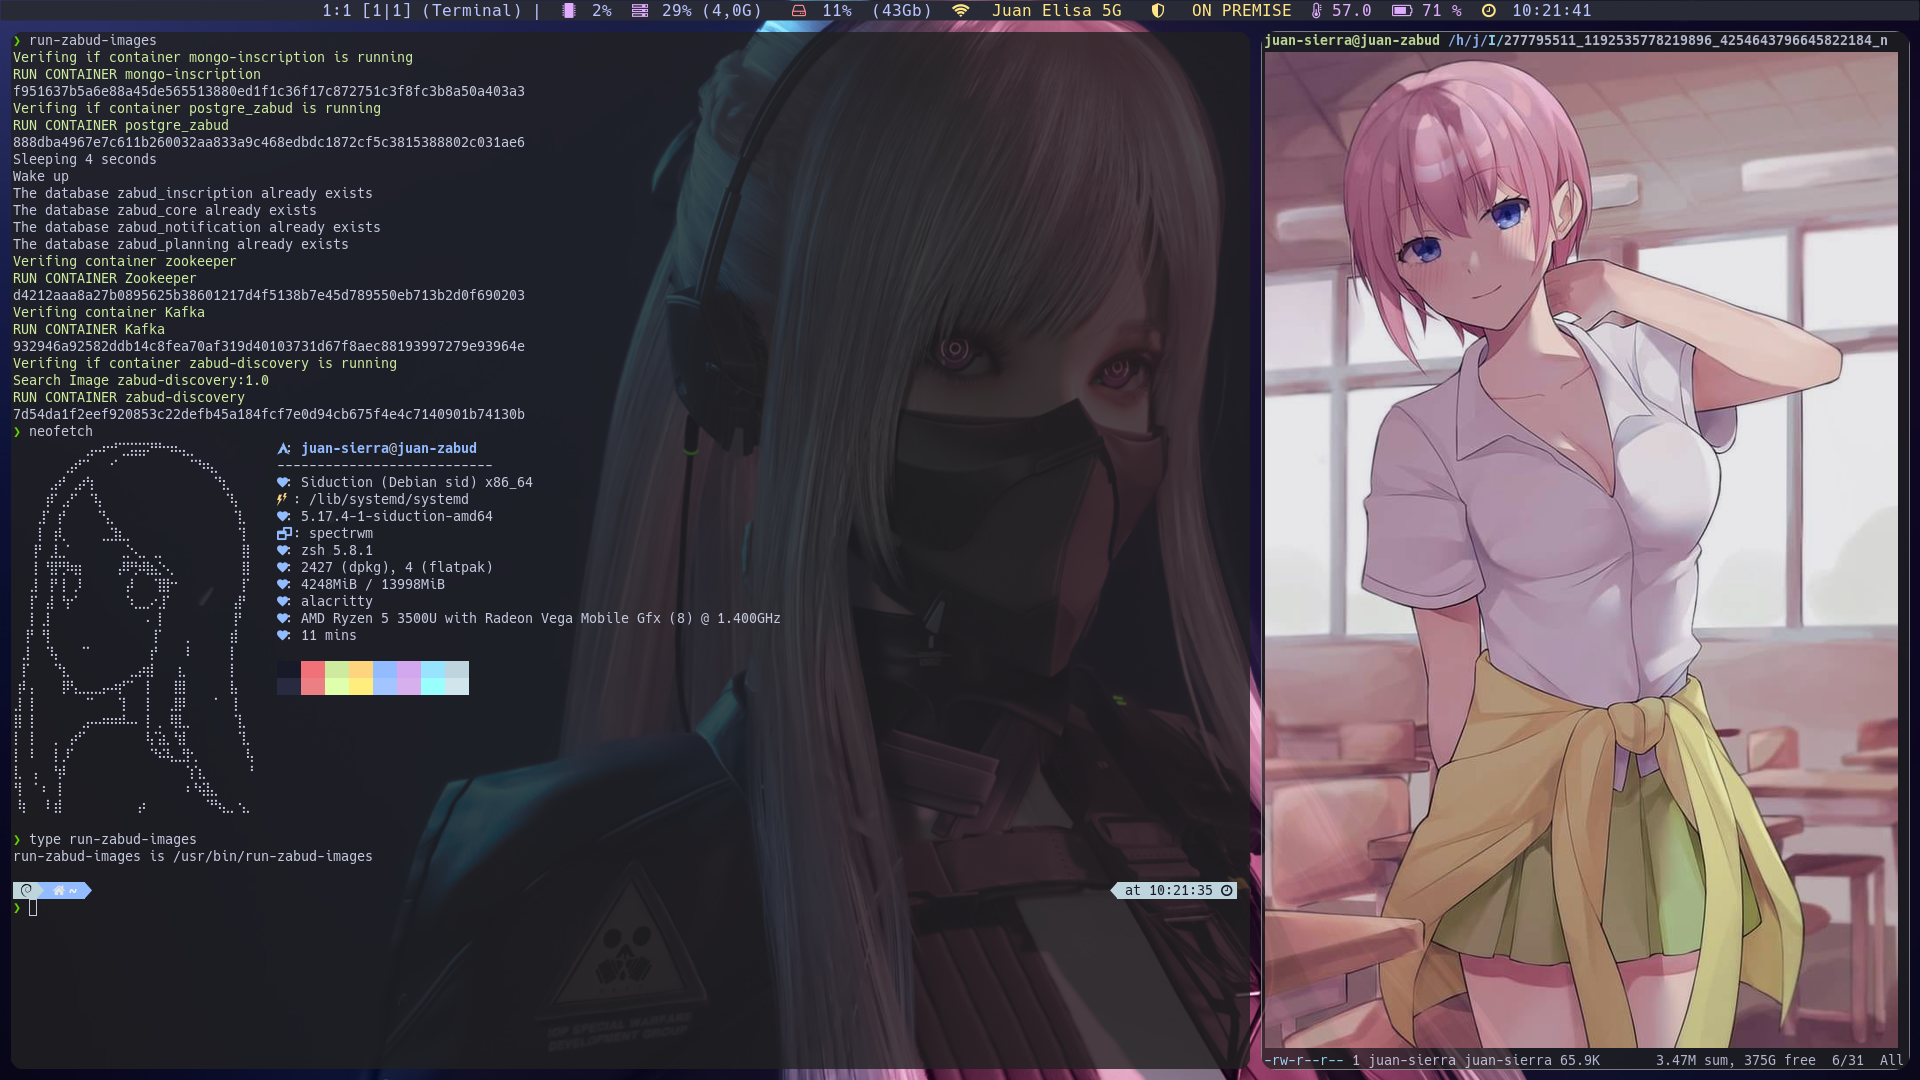 1:1 [1|1] (Terminal) | 2% 29% (4,0G) 11% (43Gb) Juan Elisa 5G ON PREMISE 57.0 71 % 10:21:41
❯ run-zabud-images
Verifing if container mongo-inscription is running
RUN CONTAINER mongo-inscription
f951637b5a6e88a45de565513880ed1f1c36f17c872751c3f8fc3b8a50a403a3
Verifing if container postgre_zabud is running
RUN CONTAINER postgre_zabud
888dba4967e7c611b260032aa833a9c468edbdc1872cf5c3815388802c031ae6
Sleeping 4 seconds
Wake up
The database zabud_inscription already exists
The database zabud_core already exists
The database zabud_notification already exists
The database zabud_planning already exists
Verifing container zookeeper
RUN CONTAINER Zookeeper
d4212aaa8a27b0895625b38601217d4f5138b7e45d789550eb713b2d0f690203
Verifing container Kafka
RUN CONTAINER Kafka
932946a92582ddb14c8fea70af319d40103731d67f8aec88193997279e93964e
Verifing if container zabud-discovery is running
Search Image zabud-discovery:1.0
RUN CONTAINER zabud-discovery
7d54da1f2eef920853c22defb45a184fcf7e0d94cb675f4e4c7140901b74130b
❯ neofetch
: juan-sierra@juan-zabud
---------------------------
: Siduction (Debian sid) x86_64
: /lib/systemd/systemd
: 5.17.4-1-siduction-amd64
: spectrwm
: zsh 5.8.1
: 2427 (dpkg), 4 (flatpak)
: 4248MiB / 13998MiB
: alacritty
: AMD Ryzen 5 3500U with Radeon Vega Mobile Gfx (8) @ 1.400GHz
: 11 mins
❯ type run-zabud-images
run-zabud-images is /usr/bin/run-zabud-images
~ at 10:21:35
❯
IOP SPECIAL WARFARE
DEVELOPMENT GROUP
juan-sierra@juan-zabud /h/j/I/277795511_1192535778219896_4254643796645822184_n
-rw-r--r-- 1 juan-sierra juan-sierra 65.9K 3.47M sum, 375G free 6/31 All